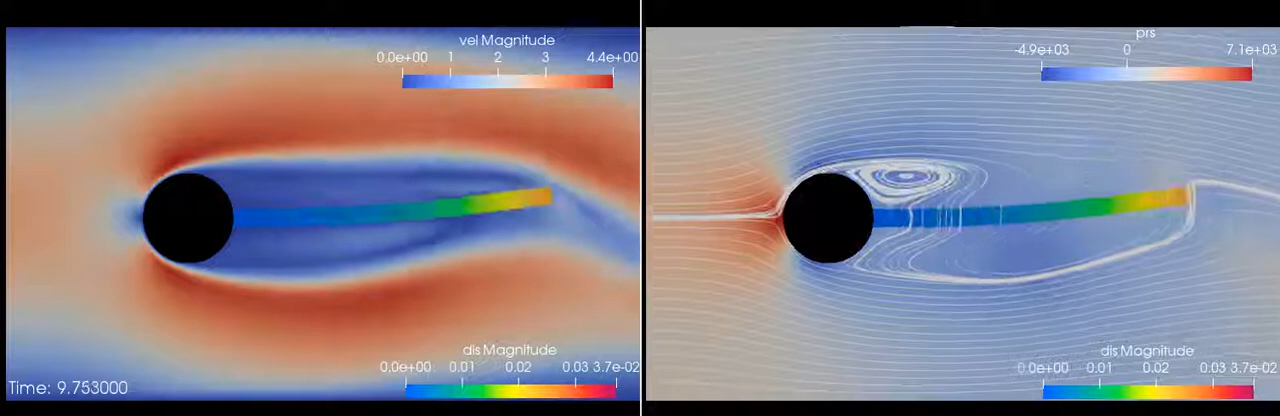 vel Magnitude
0.0e+00 1 2 3 4.4e+00
prs
-4.9e+03 0 7.1e+03
dis Magnitude
0.0e+00 0.01 0.02 0.03 3.7e-02
Time: 9.753000
dis Magnitude
0.0e+00 0.01 0.02 0.03 3.7e-02